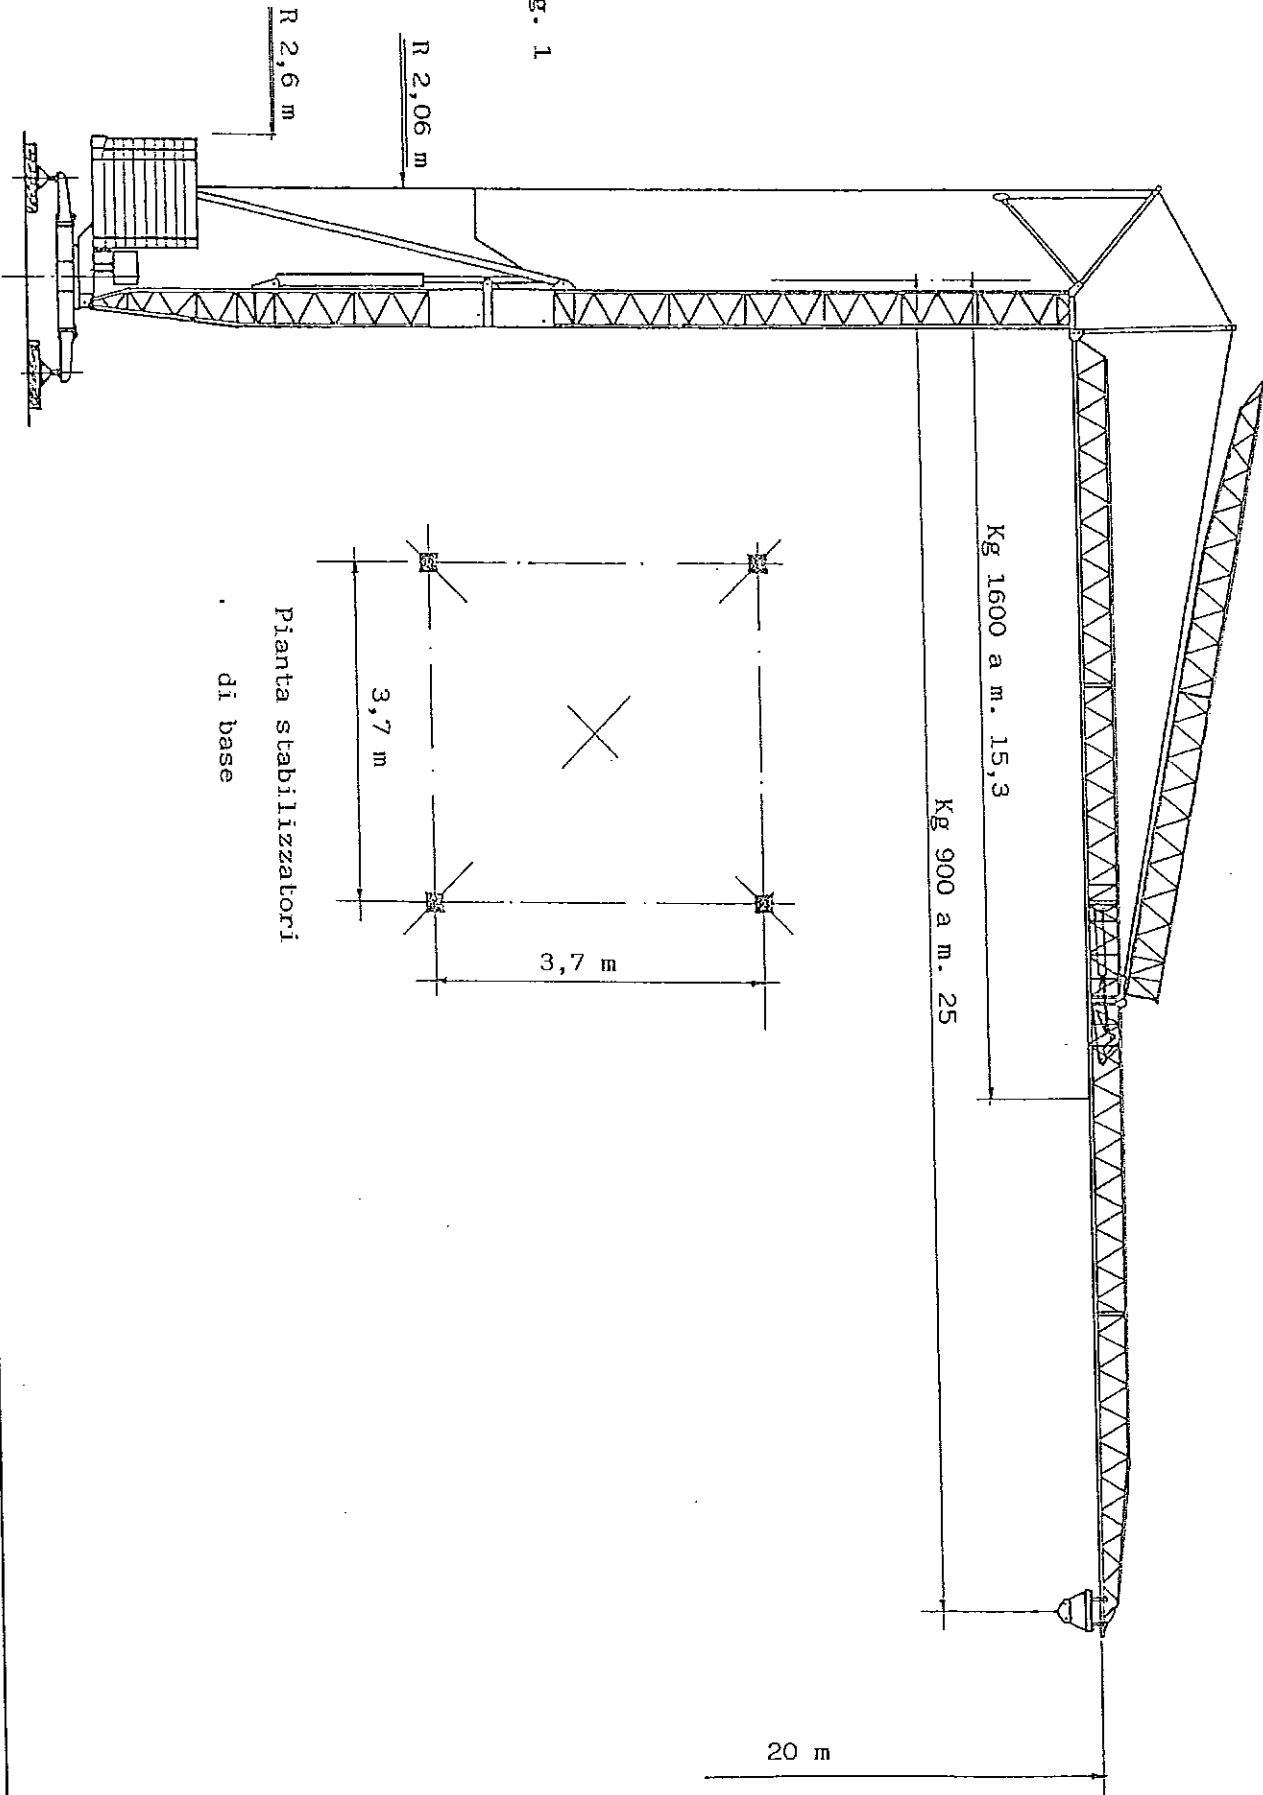 g. 1
R 2,06 m
R 2,6 m
Kg 1600 a m. 15,3
Kg 900 a m. 25
3,7 m
3,7 m
Pianta stabilizzatori
di base
20 m